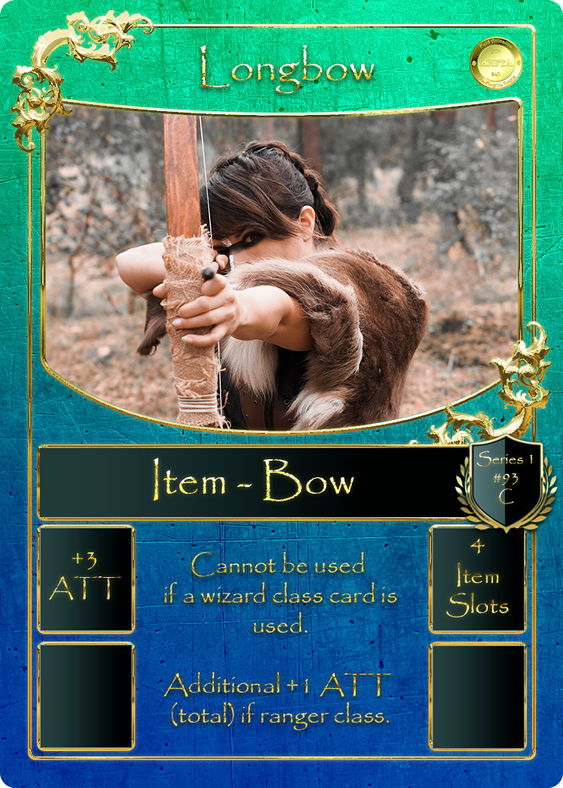 Longbow
Item - Bow
Series 1
#93
C
+3
ATT
Cannot be used
if a wizard class card is
used.
4
Item
Slots
Additional +1 ATT
(total) if ranger class.